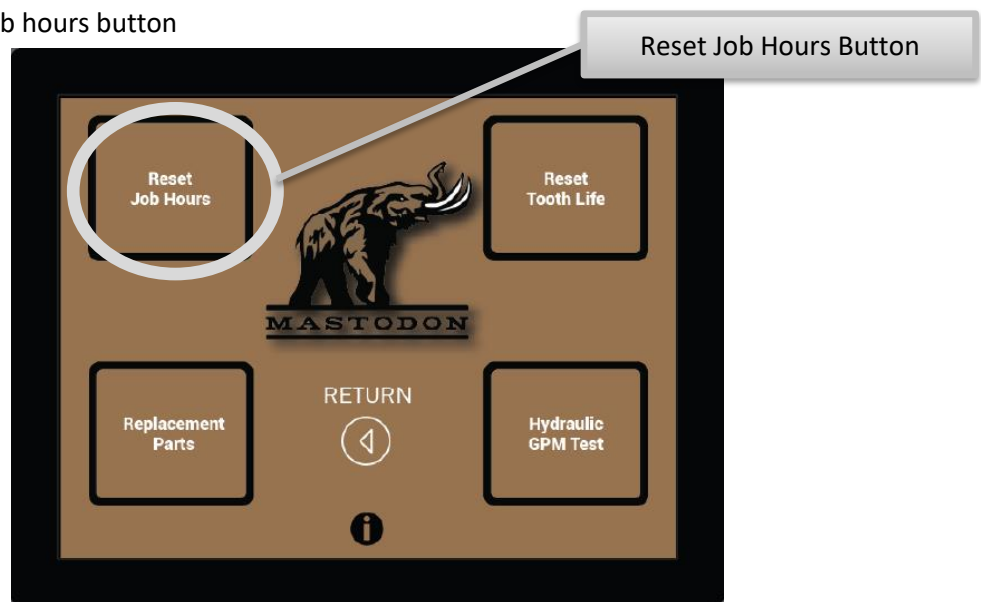 b hours button
Reset Job Hours Button
Reset
Job Hours
Reset
Tooth Life
MASTODON
Replacement
Parts
RETURN
Hydraulic
GPM Test
i